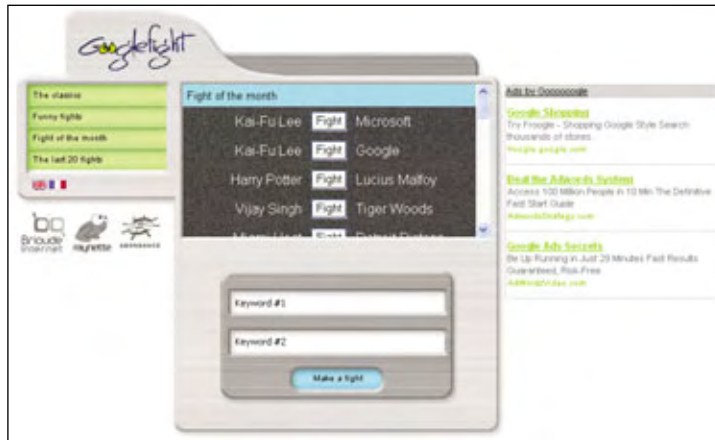 Googlefight
The classics
Funny fights
Fight of the month
The last 20 fights
Brioude
Internet
raynette
Fight of the month
Kai-Fu Lee Fight Microsoft
Kai-Fu Lee Fight Google
Harry Potter Fight Lucius Malfoy
Vijay Singh Fight Tiger Woods
Keyword #1
Keyword #2
Make a fight
Ads by Goooooogle
Google Shopping
Try Froogle - Shopping Google Style Search
thousands of stores.
Beat the Adwords System
Access 100 Million People in 10 Min The Definitive
Fast Start Guide
Google Ads Secrets
Be Up Running in Just 29 Minutes Fast Results
Guaranteed, Risk-Free